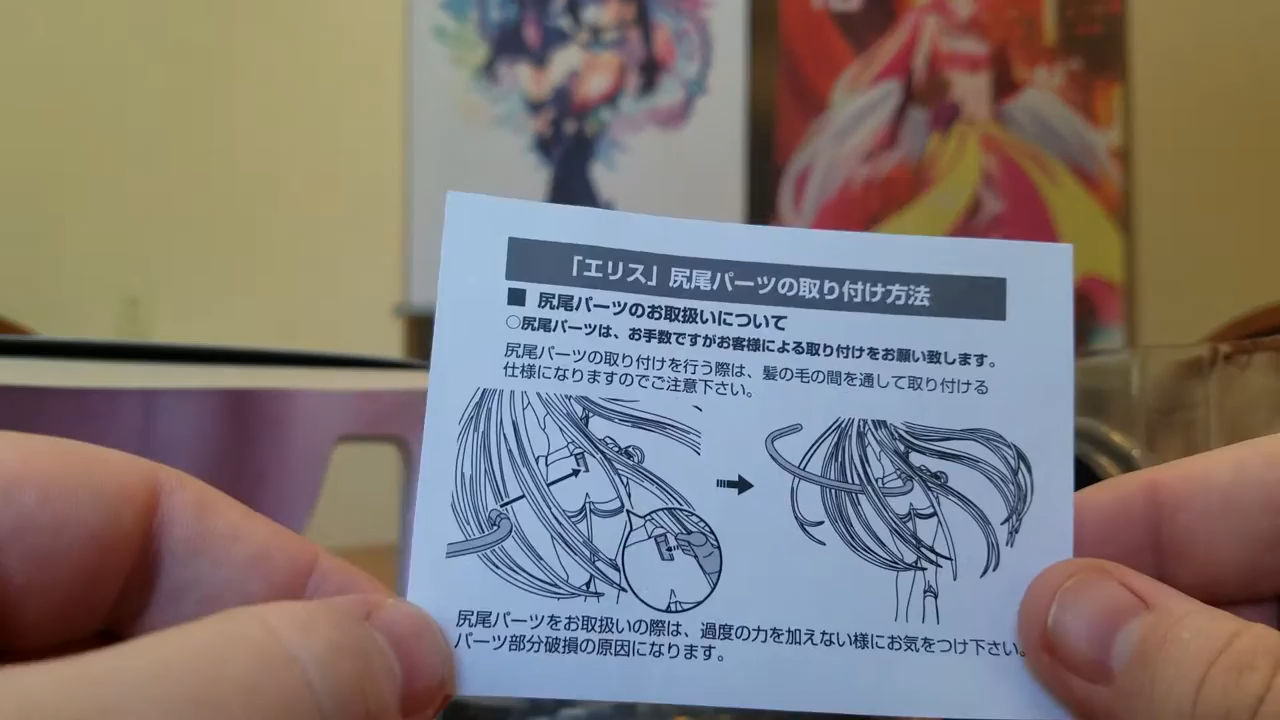 「エリス」尻尾パーツの取り付け方法
■ 尻尾パーツのお取扱いについて
○尻尾パーツは、お手数ですがお客様による取り付けをお願い致します。
尻尾パーツの取り付けを行う際は、髪の毛の間を通して取り付ける
仕様になりますのでご注意下さい。
尻尾パーツをお取扱いの際は、過度の力を加えない様にお気をつけ下さい。
パーツ部分破損の原因になります。